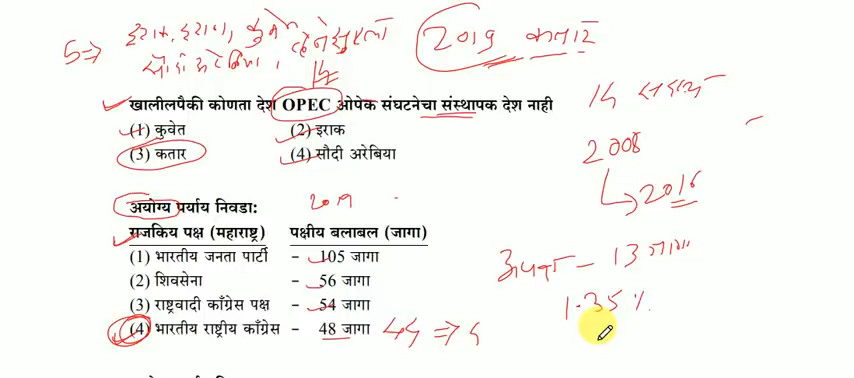 5 ⇒ इराक, इराण, कुवेत
सौदी अरेबिया, व्हेनेझुएला
2019 कतार
खालीलपैकी कोणता देश OPEC ओपेक संघटनेचा संस्थापक देश नाही
(1) कुवेत (2) इराक
(3) कतार (4) सौदी अरेबिया
14 सदस्य
2008
2016
अयोग्य पर्याय निवडा:
2019
राजकिय पक्ष (महाराष्ट्र) पक्षीय बलाबल (जागा)
(1) भारतीय जनता पार्टी - 105 जागा
(2) शिवसेना - 56 जागा
(3) राष्ट्रवादी काँग्रेस पक्ष - 54 जागा
(4) भारतीय राष्ट्रीय काँग्रेस - 48 जागा 44 ⇒
अपक्ष - 13 जागा
1.35 %